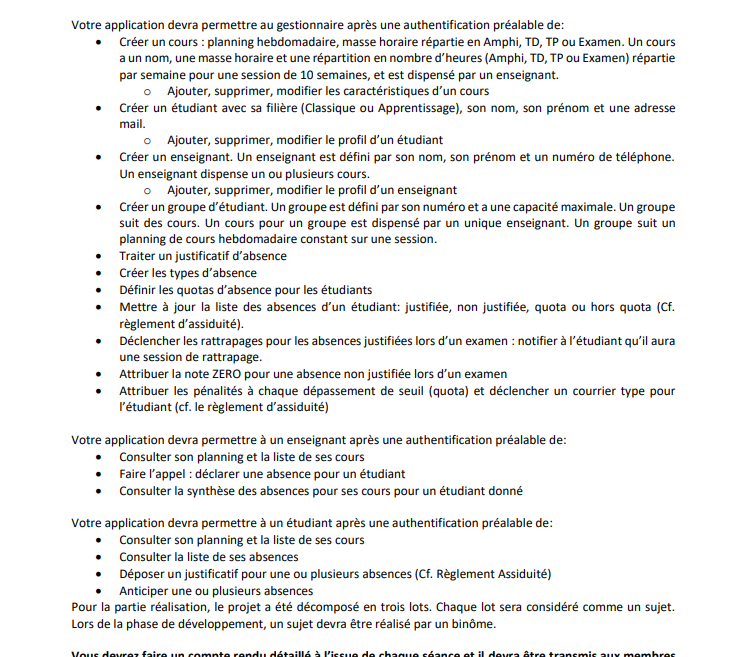 Votre application devra permettre au gestionnaire après une authentification préalable de:
• Créer un cours : planning hebdomadaire, masse horaire répartie en Amphi, TD, TP ou Examen. Un cours
a un nom, une masse horaire et une répartition en nombre d’heures (Amphi, TD, TP ou Examen) répartie
par semaine pour une session de 10 semaines, et est dispensé par un enseignant.
o Ajouter, supprimer, modifier les caractéristiques d’un cours
• Créer un étudiant avec sa filière (Classique ou Apprentissage), son nom, son prénom et une adresse
mail.
o Ajouter, supprimer, modifier le profil d’un étudiant
• Créer un enseignant. Un enseignant est défini par son nom, son prénom et un numéro de téléphone.
Un enseignant dispense un ou plusieurs cours.
o Ajouter, supprimer, modifier le profil d’un enseignant
• Créer un groupe d’étudiant. Un groupe est défini par son numéro et a une capacité maximale. Un groupe
suit des cours. Un cours pour un groupe est dispensé par un unique enseignant. Un groupe suit un
planning de cours hebdomadaire constant sur une session.
• Traiter un justificatif d’absence
• Créer les types d’absence
• Définir les quotas d’absence pour les étudiants
• Mettre à jour la liste des absences d’un étudiant: justifiée, non justifiée, quota ou hors quota (Cf.
règlement d’assiduité).
• Déclencher les rattrapages pour les absences justifiées lors d’un examen : notifier à l’étudiant qu’il aura
une session de rattrapage.
• Attribuer la note ZERO pour une absence non justifiée lors d’un examen
• Attribuer les pénalités à chaque dépassement de seuil (quota) et déclencher un courrier type pour
l’étudiant (cf. le règlement d’assiduité)
Votre application devra permettre à un enseignant après une authentification préalable de:
• Consulter son planning et la liste de ses cours
• Faire l’appel : déclarer une absence pour un étudiant
• Consulter la synthèse des absences pour ses cours pour un étudiant donné
Votre application devra permettre à un étudiant après une authentification préalable de:
• Consulter son planning et la liste de ses cours
• Consulter la liste de ses absences
• Déposer un justificatif pour une ou plusieurs absences (Cf. Règlement Assiduité)
• Anticiper une ou plusieurs absences
Pour la partie réalisation, le projet a été décomposé en trois lots. Chaque lot sera considéré comme un sujet.
Lors de la phase de développement, un sujet devra être réalisé par un binôme.
Vous devrez faire un compte rendu détaillé à l’issue de chaque séance et il devra être transmis aux membres